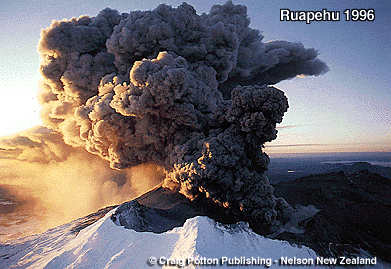 Ruapehu 1996
© Craig Potton Publishing -
Nelson New Zealand